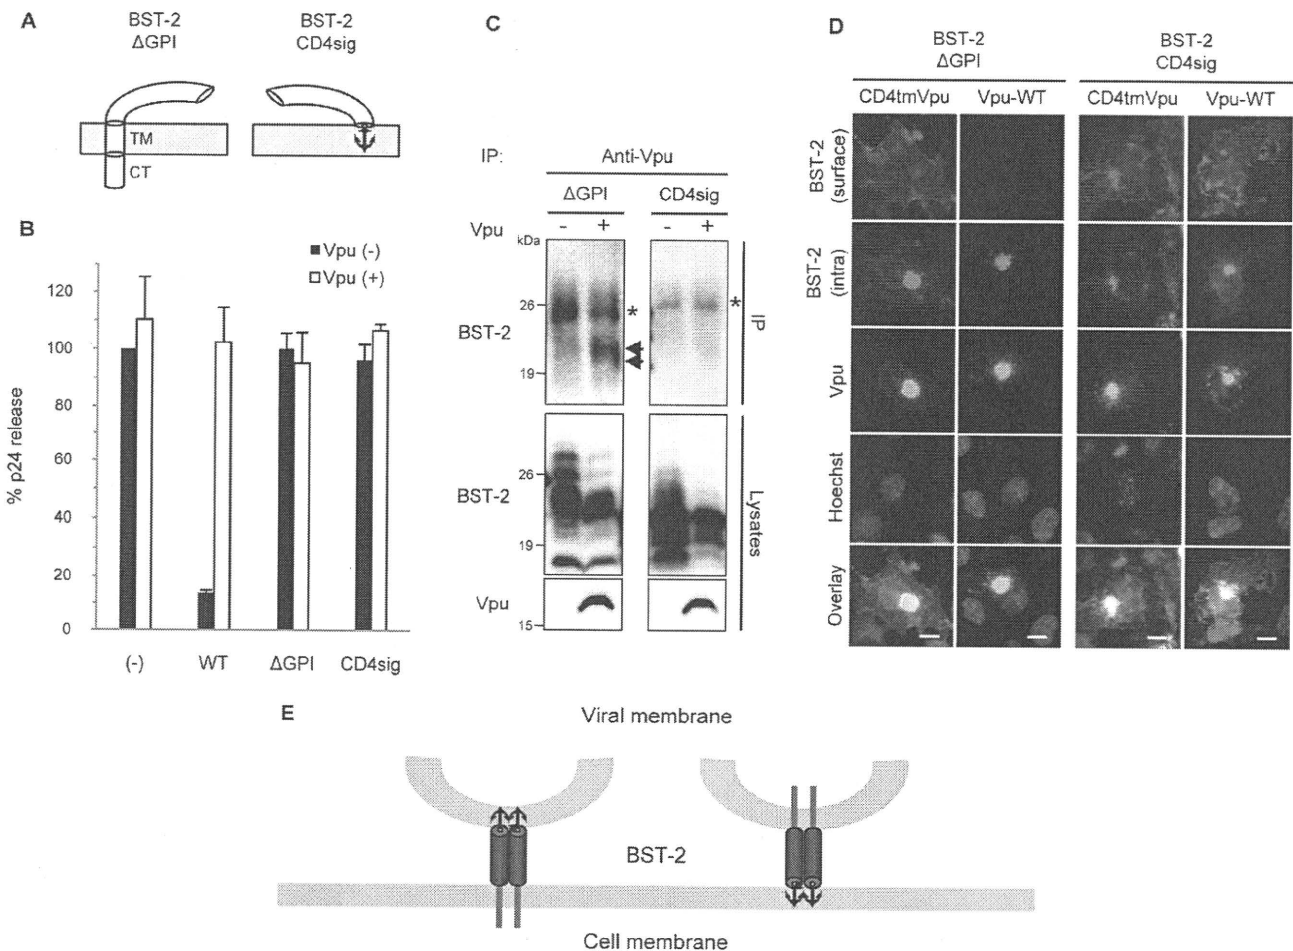 A
BST-2
ΔGPI
BST-2
CD4sig
TM
CT
B
Vpu (-)
Vpu (+)
% p24 release
120
100
80
60
40
20
0
(-)
WT
ΔGPI
CD4sig
C
IP:
Anti-Vpu
ΔGPI
CD4sig
Vpu
-
+
-
+
kDa
26
*
*
BST-2
19
IP
26
BST-2
19
Lysates
Vpu
15
D
BST-2
ΔGPI
BST-2
CD4sig
CD4tmVpu
Vpu-WT
CD4tmVpu
Vpu-WT
BST-2
(surface)
BST-2
(intra)
Vpu
Hoechst
Overlay
E
Viral membrane
BST-2
Cell membrane